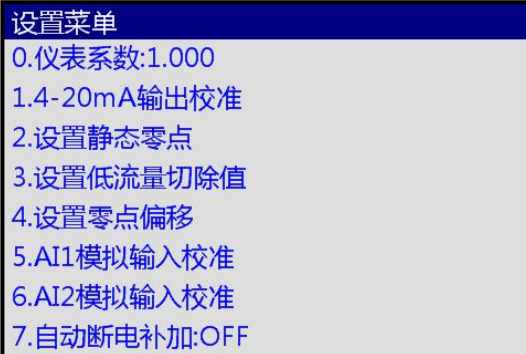 设置菜单
0.仪表系数:1.000
1.4-20mA输出校准
2.设置静态零点
3.设置低流量切除值
4.设置零点偏移
5.AI1模拟输入校准
6.AI2模拟输入校准
7.自动断电补加:OFF